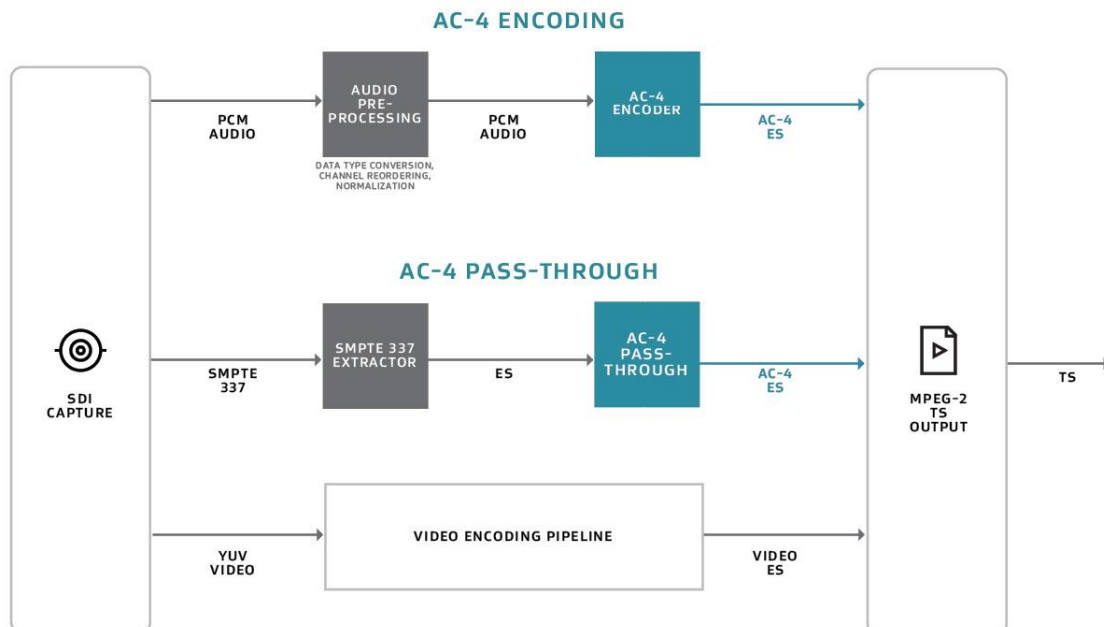 AC-4 ENCODING
AUDIO
PRE-
PROCESSING
AC-4
ENCODER
PCM
AUDIO
PCM
AUDIO
AC-4
ES
DATA TYPE CONVERSION,
CHANNEL REORDERING,
NORMALIZATION
AC-4 PASS-THROUGH
SDI
CAPTURE
SMPTE
337
SMPTE 337
EXTRACTOR
ES
AC-4
PASS-
THROUGH
AC-4
ES
MPEG-2
TS
OUTPUT
TS
YUV
VIDEO
VIDEO ENCODING PIPELINE
VIDEO
ES